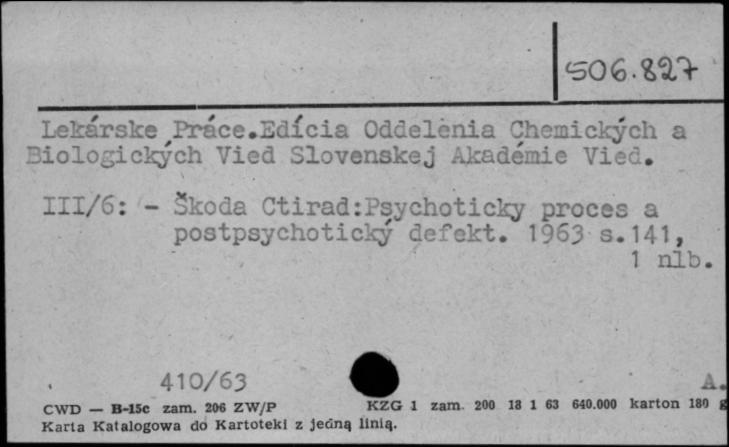 506.827
Lekárske Práce.Edícia Oddelenia Chemických a
Biologických Vied Slovenskej Akadémie Vied.
III/6: - Škoda Ctirad:Psychoticky proces a
postpsychotický defekt. 1963 s.141,
1 nlb.
410/63
A.
CWD — B-15c zam. 206 ZW/P KZG 1 zam. 200 18 1 63 640.000 karton 180 g
Karta Katalogowa do Kartoteki z jedną linią.